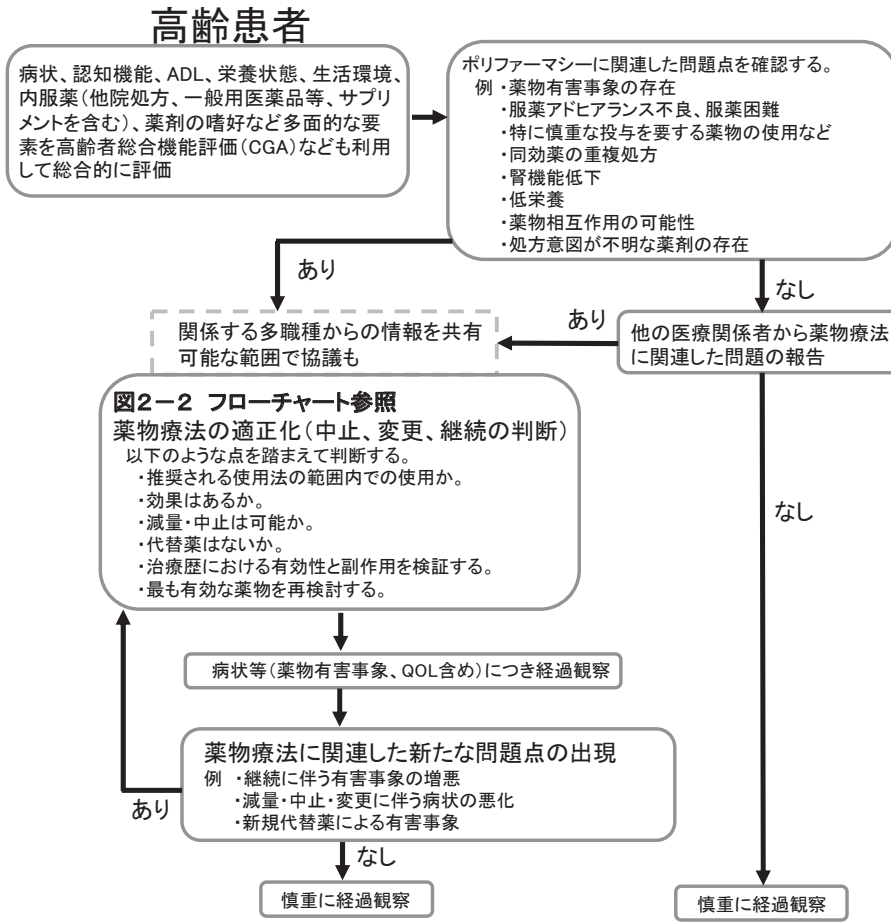 高齢患者
病状、認知機能、ADL、栄養状態、生活環境、
内服薬(他院処方、一般用医薬品等、サプリ
メントを含む)、薬剤の嗜好など多面的な要
素を高齢者総合機能評価(CGA)なども利用
して総合的に評価
ポリファーマシーに関連した問題点を確認する。
例 ・薬物有害事象の存在
・服薬アドヒアランス不良、服薬困難
・特に慎重な投与を要する薬物の使用など
・同効薬の重複処方
・腎機能低下
・低栄養
・薬物相互作用の可能性
・処方意図が不明な薬剤の存在
あり
なし
関係する多職種からの情報を共有
可能な範囲で協議も
あり
他の医療関係者から薬物療法
に関連した問題の報告
図2-2 フローチャート参照
薬物療法の適正化(中止、変更、継続の判断)
以下のような点を踏まえて判断する。
・推奨される使用法の範囲内での使用か。
・効果はあるか。
・減量・中止は可能か。
・代替薬はないか。
・治療歴における有効性と副作用を検証する。
・最も有効な薬物を再検討する。
なし
病状等(薬物有害事象、QOL含め)につき経過観察
薬物療法に関連した新たな問題点の出現
例 ・継続に伴う有害事象の増悪
・減量・中止・変更に伴う病状の悪化
・新規代替薬による有害事象
あり
なし
慎重に経過観察
慎重に経過観察